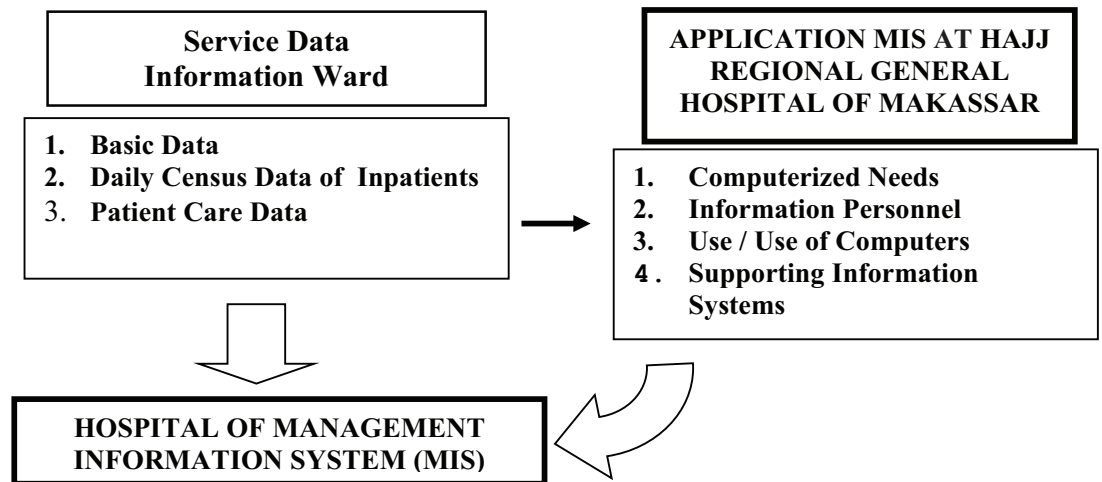 Service Data
Information Ward
1. Basic Data
2. Daily Census Data of Inpatients
3. Patient Care Data
APPLICATION MIS AT HAJJ
REGIONAL GENERAL
HOSPITAL OF MAKASSAR
1. Computerized Needs
2. Information Personnel
3. Use / Use of Computers
4. Supporting Information
Systems
HOSPITAL OF MANAGEMENT
INFORMATION SYSTEM (MIS)